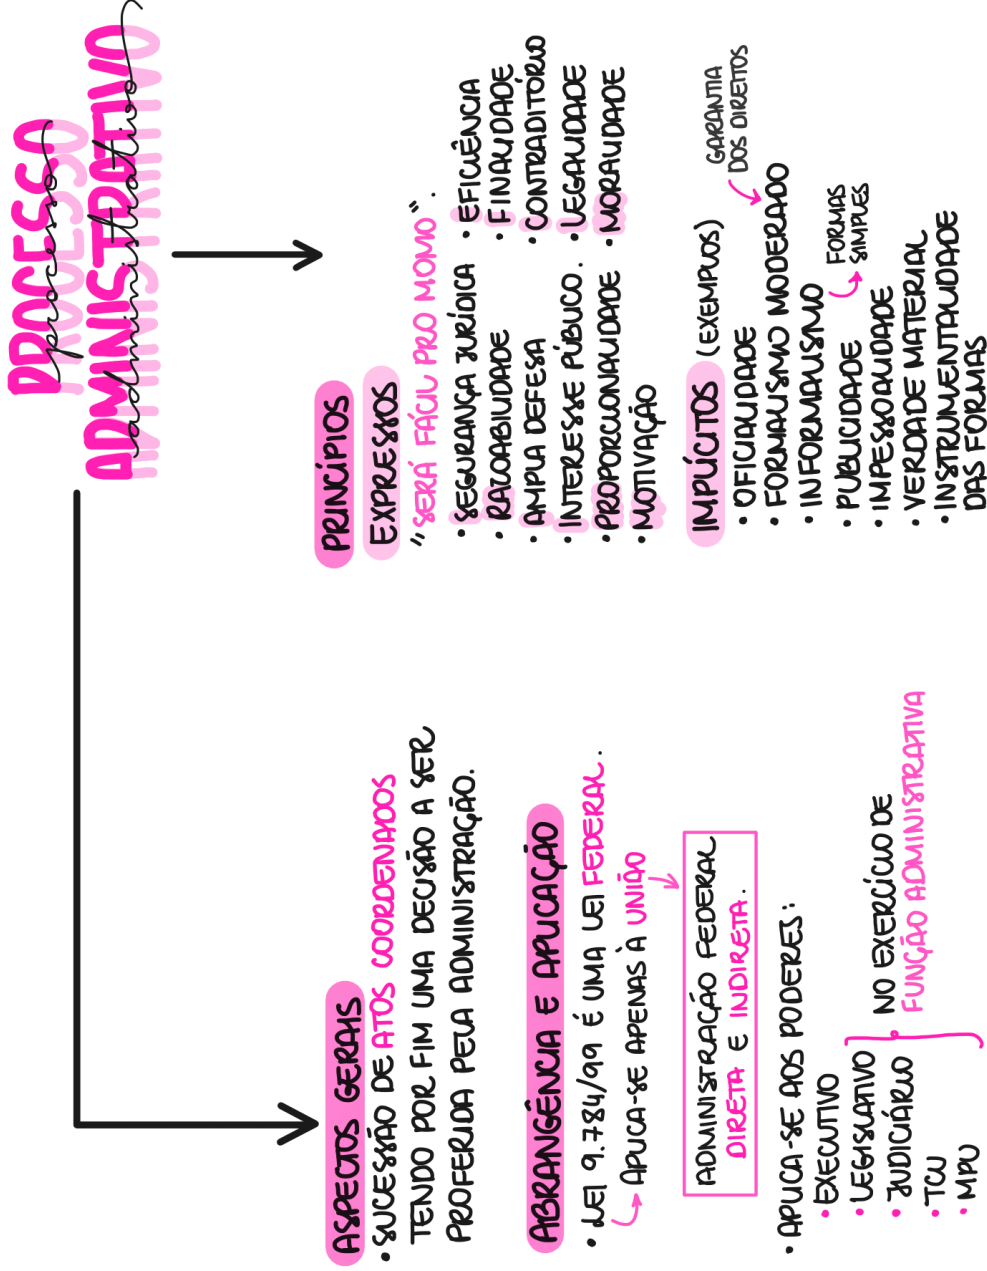 PROCESSO
processo
ADMINISTRATIVO
administrativo
ASPECTOS GERAIS
• SUCESSÃO DE ATOS COORDENADOS
TENDO POR FIM UMA DECISÃO A SER
PROFERIDA PELA ADMINISTRAÇÃO.
ABRANGÊNCIA E APLICAÇÃO
• LEI 9.784/99 É UMA LEI FEDERAL.
APLICA-SE APENAS À UNIÃO
ADMINISTRAÇÃO FEDERAL
DIRETA E INDIRETA.
• APLICA-SE AOS PODERES:
• EXECUTIVO
• LEGISLATIVO
• JUDICIÁRIO
• TCU
• MPU
NO EXERCÍCIO DE
FUNÇÃO ADMINISTRATIVA
PRINCÍPIOS
EXPRESSOS
"SERÁ FÁCIL PRO MOMO".
• SEGURANÇA JURÍDICA
RAZOABILIDADE
• AMPLA DEFESA
• INTERESSE PÚBLICO.
• PROPORCIONALIDADE
• MOTIVAÇÃO
• EFICIÊNCIA
• FINALIDADE
• CONTRADITÓRIO
• LEGALIDADE
• MORALIDADE
IMPLÍCITOS (EXEMPLOS)
• OFICIALIDADE
• FORMALISMO MODERADO
GARANTIA
DOS DIREITOS
• INFORMALISMO
FORMAS
SIMPLES
• PUBLICIDADE
• IMPESSOALIDADE
• VERDADE MATERIAL
• INSTRUMENTALIDADE
DAS FORMAS